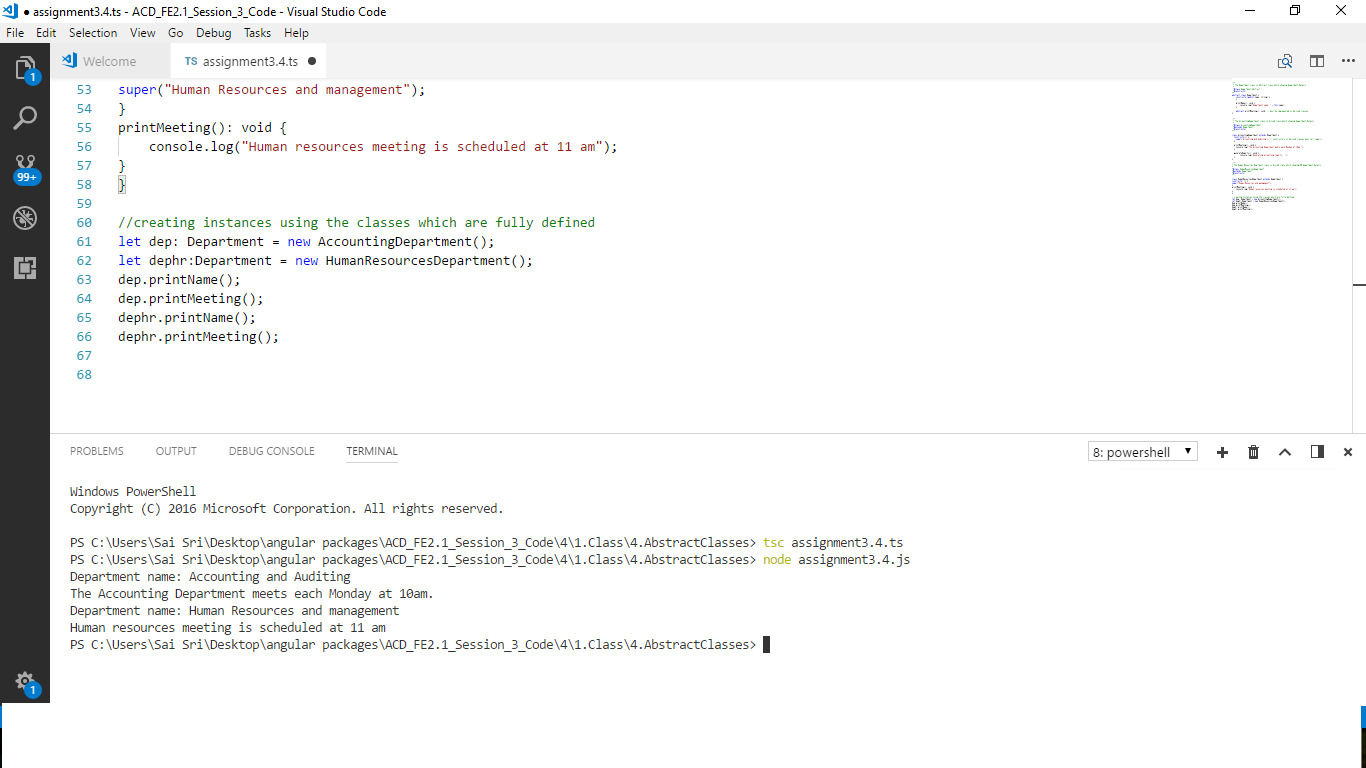 ● assignment3.4.ts - ACD_FE2.1_Session_3_Code - Visual Studio Code
File Edit Selection View Go Debug Tasks Help
1
99+
1
Welcome
TS assignment3.4.ts ●
53 super("Human Resources and management");
54 }
55 printMeeting(): void {
56 console.log("Human resources meeting is scheduled at 11 am");
57 }
58 }
59
60 //creating instances using the classes which are fully defined
61 let dep: Department = new AccountingDepartment();
62 let dephr:Department = new HumanResourcesDepartment();
63 dep.printName();
64 dep.printMeeting();
65 dephr.printName();
66 dephr.printMeeting();
67
68
PROBLEMS OUTPUT DEBUG CONSOLE TERMINAL 8: powershell
Windows PowerShell
Copyright (C) 2016 Microsoft Corporation. All rights reserved.
PS C:\Users\Sai Sri\Desktop\angular packages\ACD_FE2.1_Session_3_Code\4\1.Class\4.AbstractClasses> tsc assignment3.4.ts
PS C:\Users\Sai Sri\Desktop\angular packages\ACD_FE2.1_Session_3_Code\4\1.Class\4.AbstractClasses> node assignment3.4.js
Department name: Accounting and Auditing
The Accounting Department meets each Monday at 10am.
Department name: Human Resources and management
Human resources meeting is scheduled at 11 am
PS C:\Users\Sai Sri\Desktop\angular packages\ACD_FE2.1_Session_3_Code\4\1.Class\4.AbstractClasses>